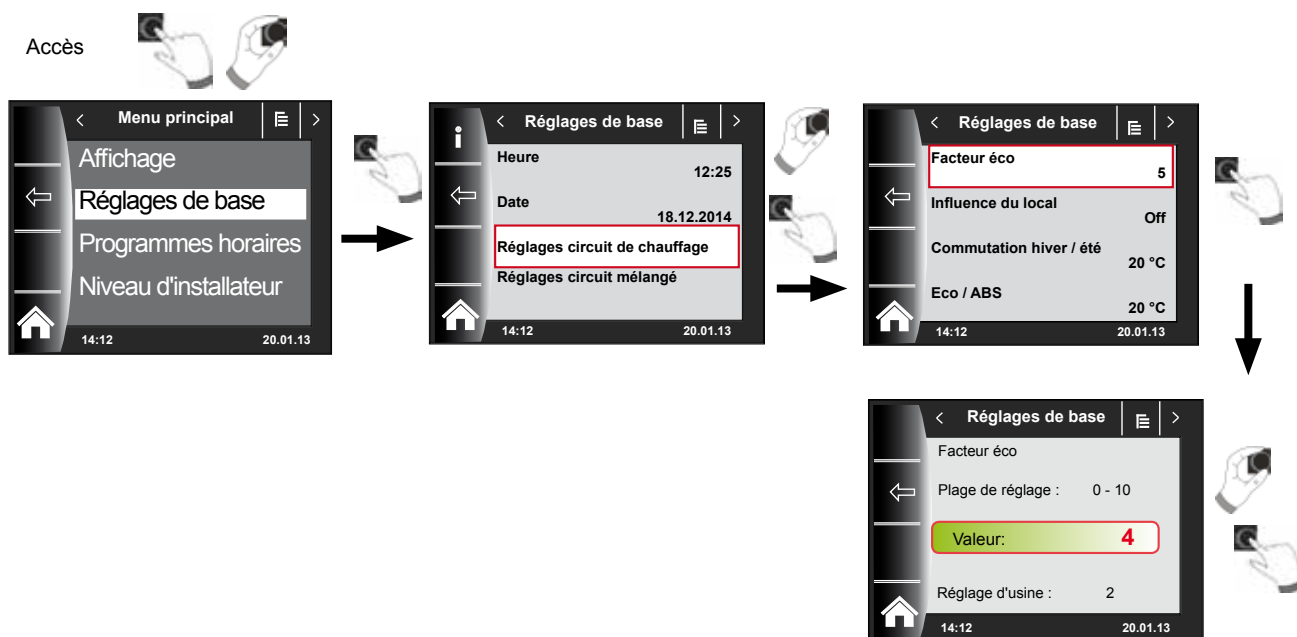 Accès
< Menu principal >
Affichage
Réglages de base
Programmes horaires
Niveau d'installateur
14:12 20.01.13
i
< Réglages de base >
Heure
12:25
Date
18.12.2014
Réglages circuit de chauffage
Réglages circuit mélangé
14:12 20.01.13
< Réglages de base >
Facteur éco
5
Influence du local
Off
Commutation hiver / été
20 °C
Eco / ABS
20 °C
14:12 20.01.13
< Réglages de base >
Facteur éco
Plage de réglage : 0 - 10
Valeur: 4
Réglage d'usine : 2
14:12 20.01.13